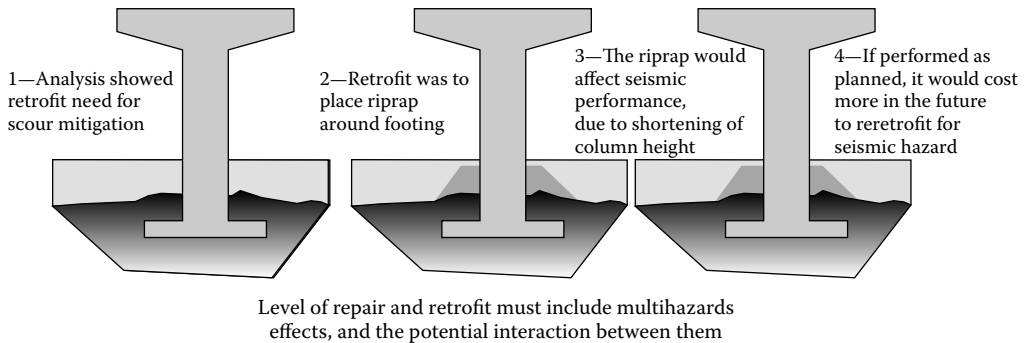 1—Analysis showed
retrofit need for
scour mitigation
2—Retrofit was to
place riprap
around footing
3—The riprap would
affect seismic
performance,
due to shortening of
column height
4—If performed as
planned, it would cost
more in the future
to reretrofit for
seismic hazard
Level of repair and retrofit must include multihazards
effects, and the potential interaction between them